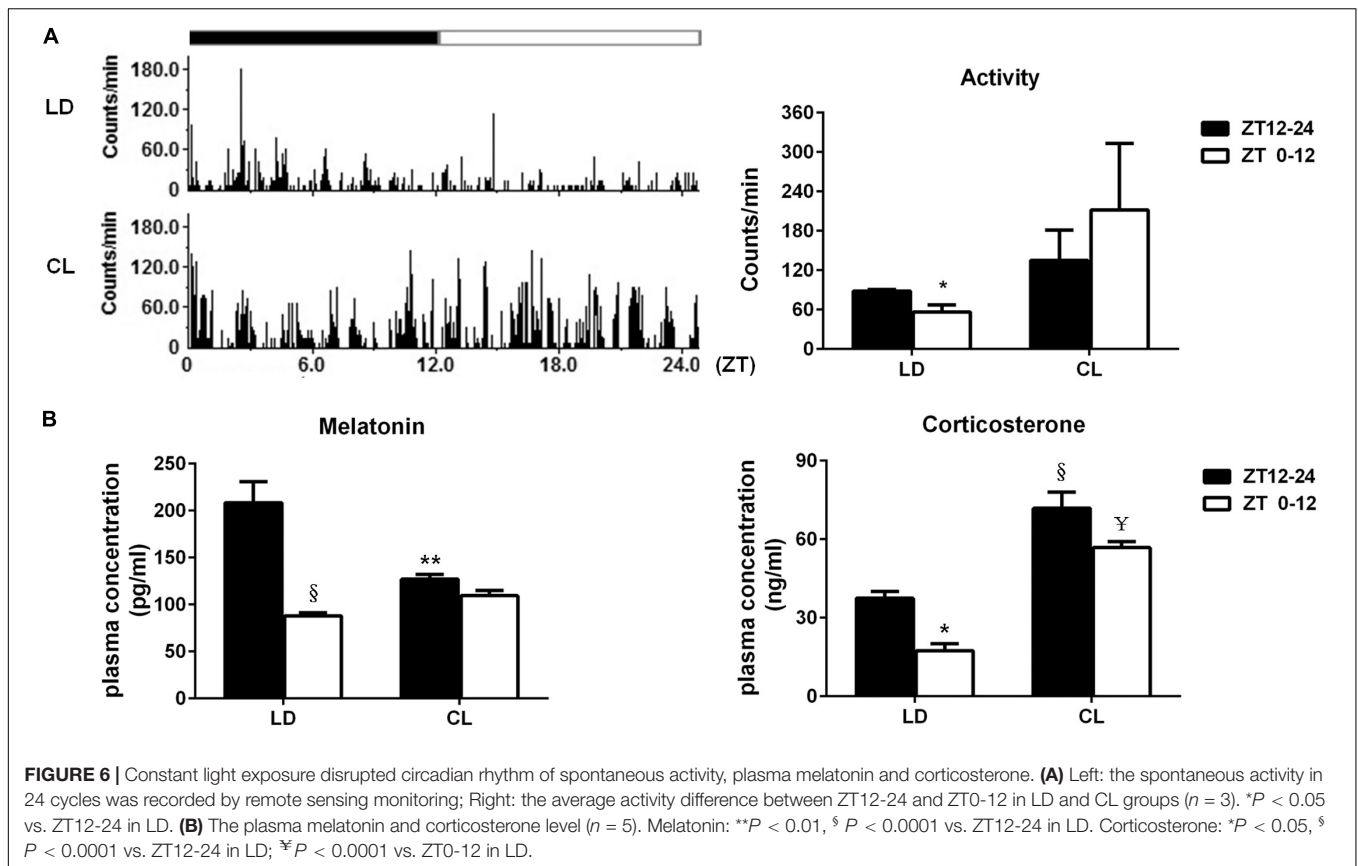 A
LD
Counts/min
180.0
120.0
60.0
0
CL
Counts/min
180.0
120.0
60.0
0
0 6.0 12.0 18.0 24.0 (ZT)
Activity
Counts/min
360
300
240
180
120
60
0
*
LD CL
ZT12-24
ZT 0-12
B
Melatonin
plasma concentration
(pg/ml)
250
200
150
100
50
0
§
**
LD CL
Corticosterone
plasma concentration
(ng/ml)
90
60
30
0
*
§
¥
LD CL
ZT12-24
ZT 0-12
FIGURE 6 | Constant light exposure disrupted circadian rhythm of spontaneous activity, plasma melatonin and corticosterone. (A) Left: the spontaneous activity in
24 cycles was recorded by remote sensing monitoring; Right: the average activity difference between ZT12-24 and ZT0-12 in LD and CL groups (n = 3). *P < 0.05
vs. ZT12-24 in LD. (B) The plasma melatonin and corticosterone level (n = 5). Melatonin: **P < 0.01, § P < 0.0001 vs. ZT12-24 in LD. Corticosterone: *P < 0.05, §
P < 0.0001 vs. ZT12-24 in LD; ¥P < 0.0001 vs. ZT0-12 in LD.